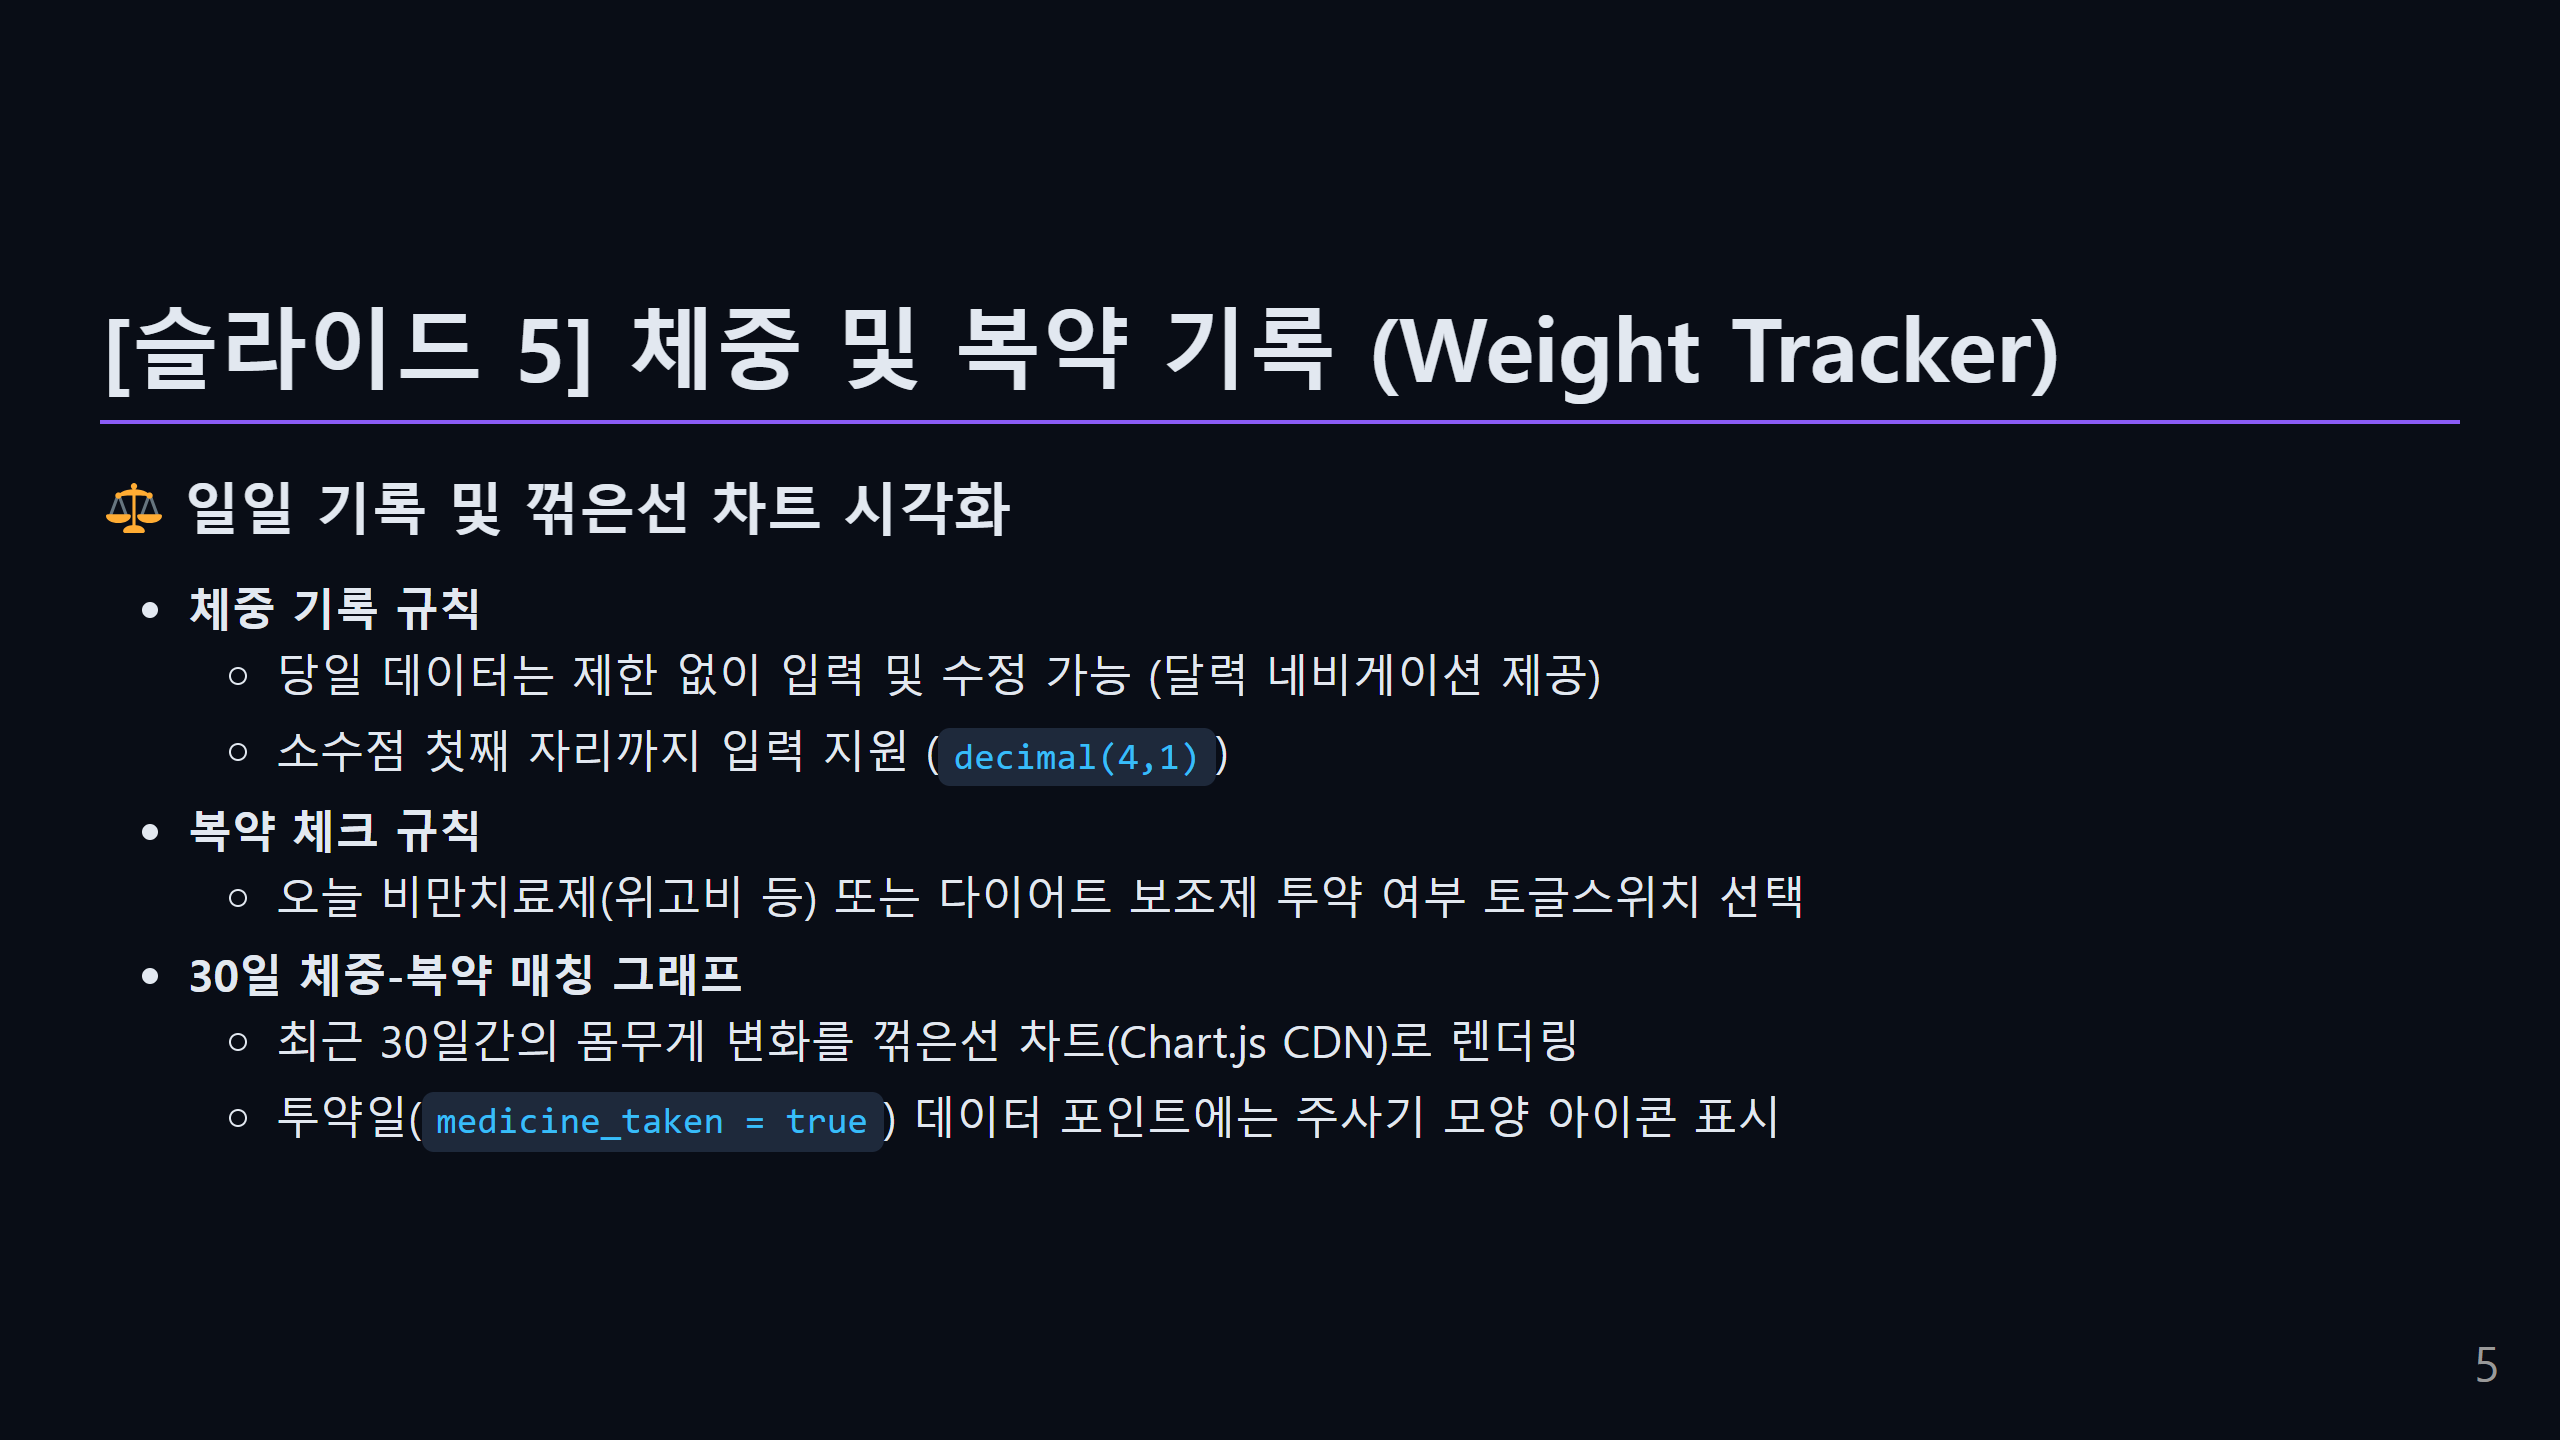 [슬라이드 5] 체중 및 복약 기록 (Weight Tracker)
⚖️ 일일 기록 및 꺾은선 차트 시각화
• 체중 기록 규칙
◦ 당일 데이터는 제한 없이 입력 및 수정 가능 (달력 네비게이션 제공)
◦ 소수점 첫째 자리까지 입력 지원 (decimal(4,1))
• 복약 체크 규칙
◦ 오늘 비만치료제(위고비 등) 또는 다이어트 보조제 투약 여부 토글스위치 선택
• 30일 체중-복약 매칭 그래프
◦ 최근 30일간의 몸무게 변화를 꺾은선 차트(Chart.js CDN)로 렌더링
◦ 투약일(medicine_taken = true) 데이터 포인트에는 주사기 모양 아이콘 표시
5